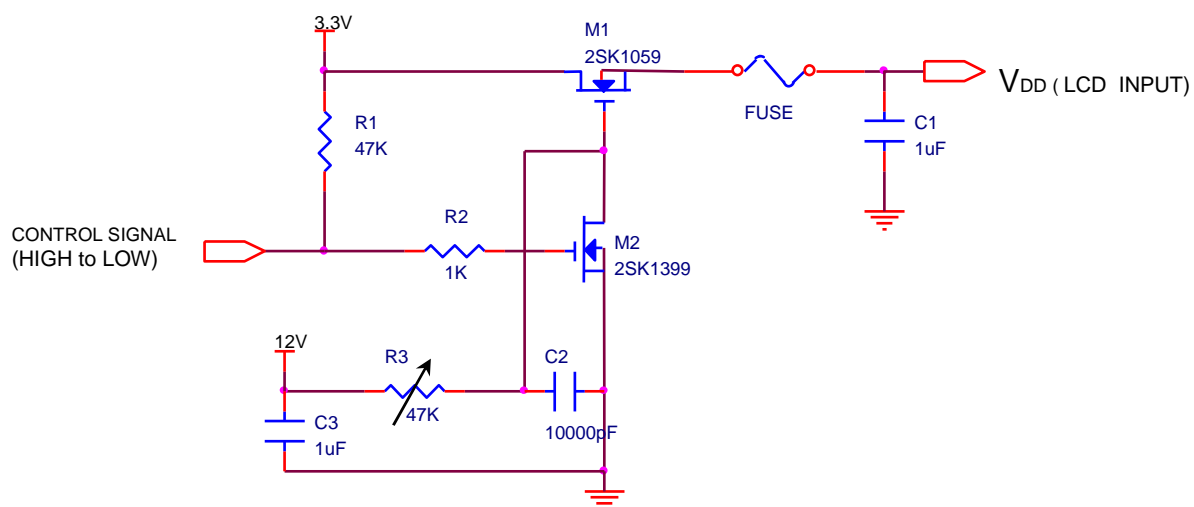 3.3V
M1
2SK1059
FUSE
VDD ( LCD INPUT)
R1
47K
C1
1uF
CONTROL SIGNAL
(HIGH to LOW)
R2
1K
M2
2SK1399
12V
R3
47K
C2
10000pF
C3
1uF